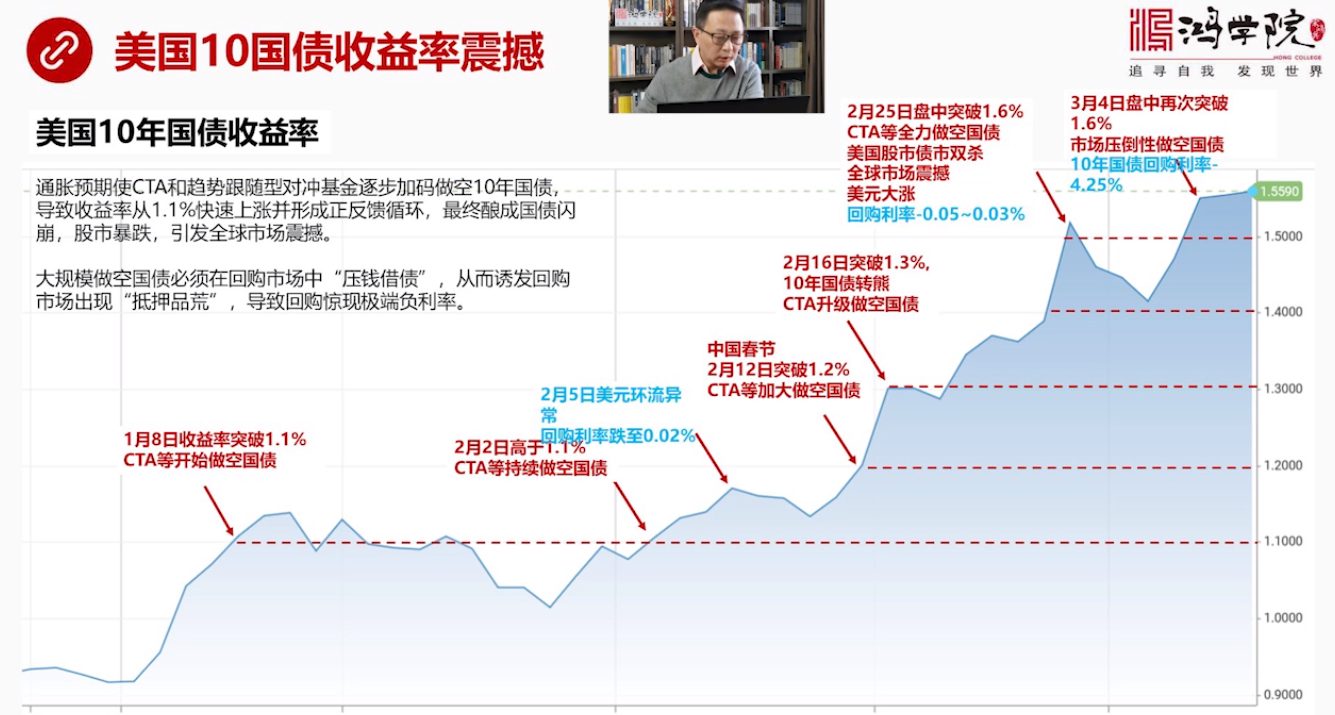 美国10国债收益率震撼
鸿学院
HONG COLLEGE
追寻自我 发现世界
美国10年国债收益率
通胀预期使CTA和趋势跟随型对冲基金逐步加码做空10年国债，
导致收益率从1.1%快速上涨并形成正反馈循环，最终酿成国债闪
崩，股市暴跌，引发全球市场震撼。
大规模做空国债必须在回购市场中“压钱借债”，从而诱发回购
市场出现“抵押品荒”，导致回购惊现极端负利率。
1月8日收益率突破1.1%
CTA等开始做空国债
2月2日高于1.1%
CTA等持续做空国债
2月5日美元环流异
常
回购利率跌至0.02%
中国春节
2月12日突破1.2%
CTA等加大做空国债
2月16日突破1.3%,
10年国债转熊
CTA升级做空国债
2月25日盘中突破1.6%
CTA等全力做空国债
美国股市债市双杀
全球市场震撼
美元大涨
回购利率-0.05~0.03%
3月4日盘中再次突破
1.6%
市场压倒性做空国债
10年国债回购利率-
4.25%
1.5590
1.5000
1.4000
1.3000
1.2000
1.1000
1.0000
0.9000